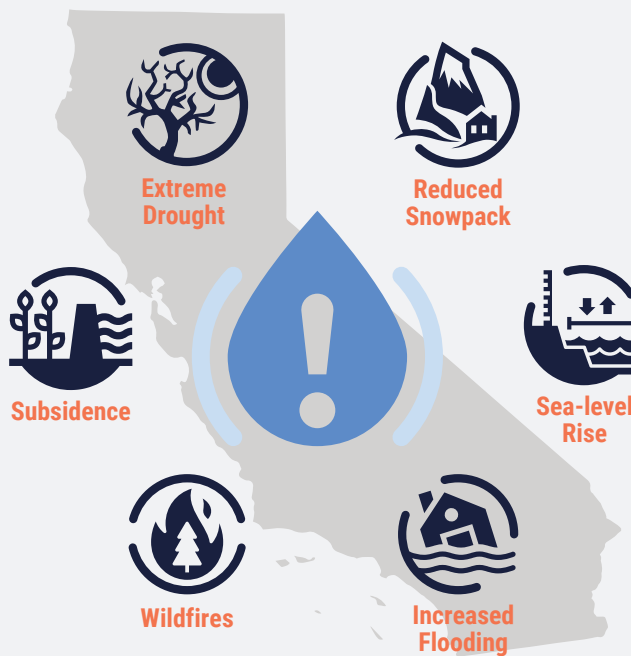 Extreme
Drought
Reduced
Snowpack
!
Subsidence
Sea-level
Rise
Wildfires
Increased
Flooding